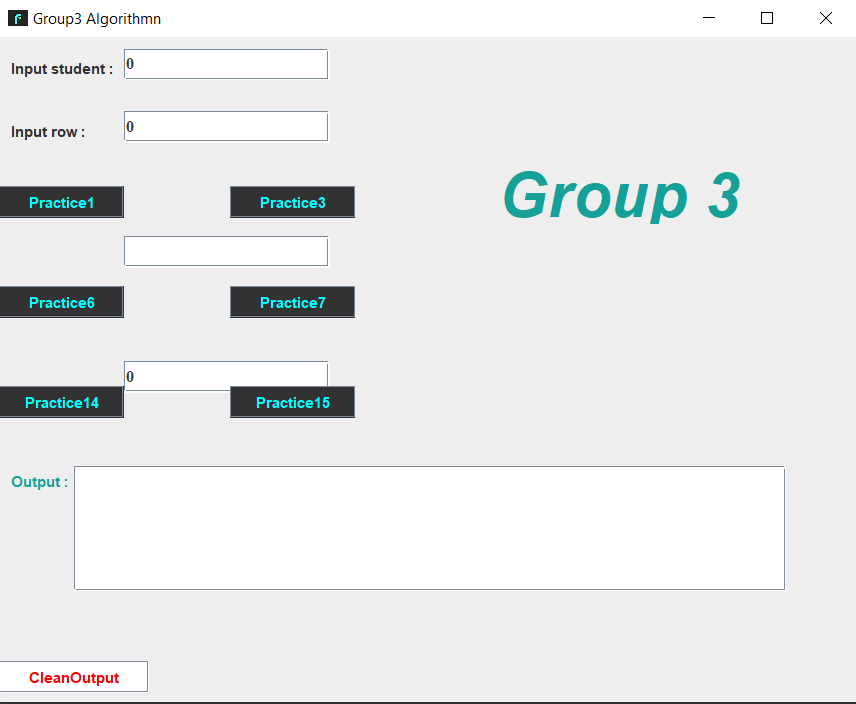 Group3 Algorithmn
Input student : 0
Input row : 0
Practice1 Practice3
Group 3
Practice6 Practice7
0
Practice14 Practice15
Output :
CleanOutput